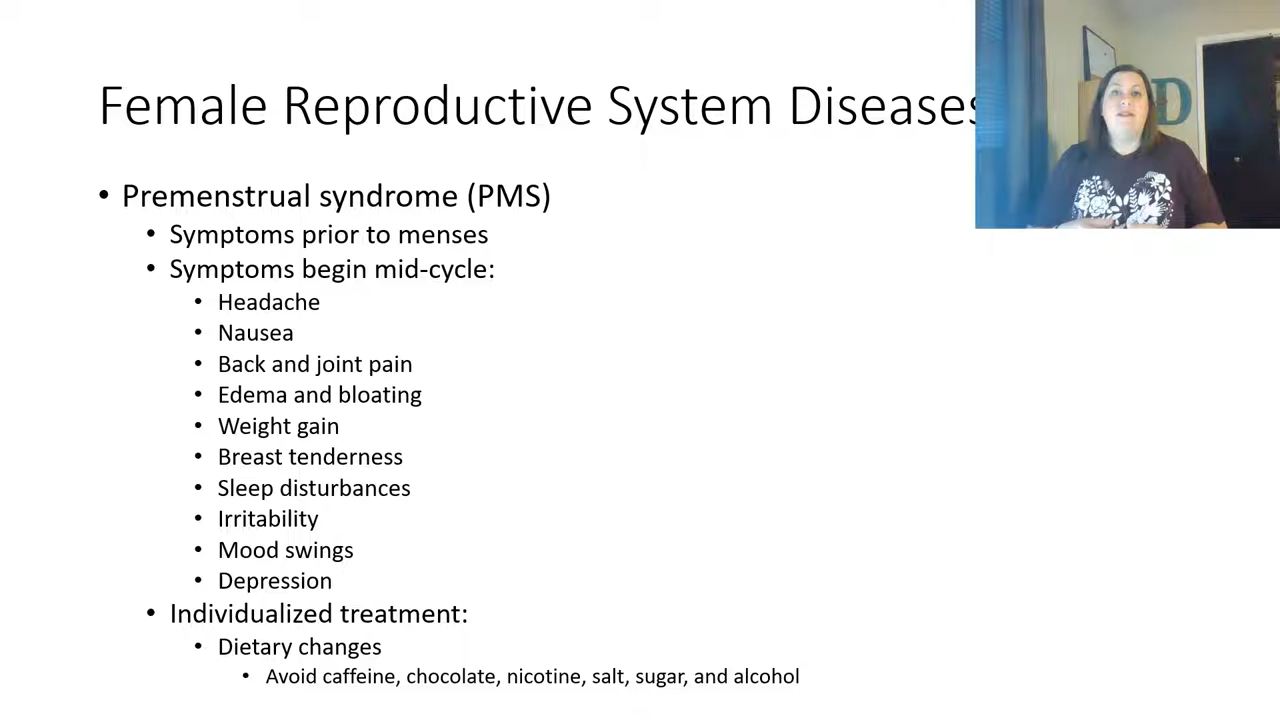 Female Reproductive System Diseases
• Premenstrual syndrome (PMS)
• Symptoms prior to menses
• Symptoms begin mid-cycle:
• Headache
• Nausea
• Back and joint pain
• Edema and bloating
• Weight gain
• Breast tenderness
• Sleep disturbances
• Irritability
• Mood swings
• Depression
• Individualized treatment:
• Dietary changes
• Avoid caffeine, chocolate, nicotine, salt, sugar, and alcohol
D